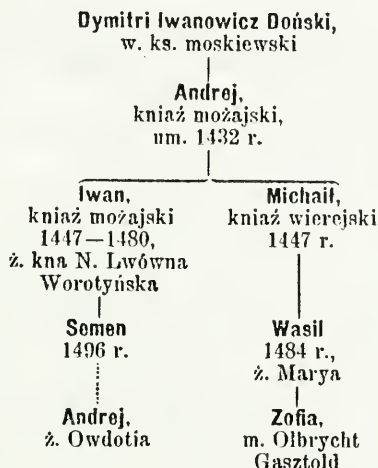 Dymitri Iwanowicz Doński,
w. ks. moskiewski
Andrej,
kniaź możajski,
um. 1432 r.
Iwan,
kniaź możajski
1447—1480,
ż. kna N. Lwówna
Worotyńska
Michaił,
kniaź wierejski
1447 r.
Semen
1496 r.
Wasil
1484 r.,
ż. Marya
Andrej,
ż. Owdotia
Zofia,
m. Olbrycht
Gasztold